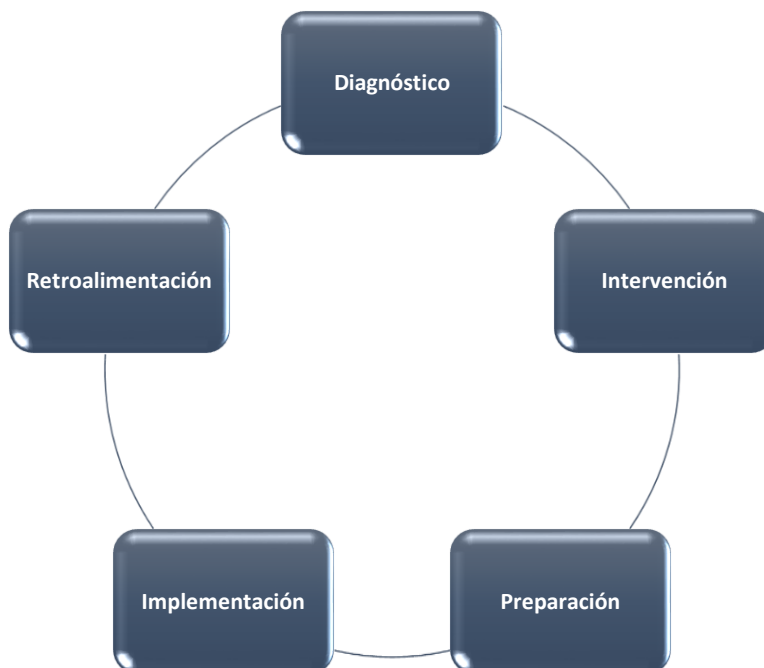 Diagnóstico
Intervención
Preparación
Implementación
Retroalimentación